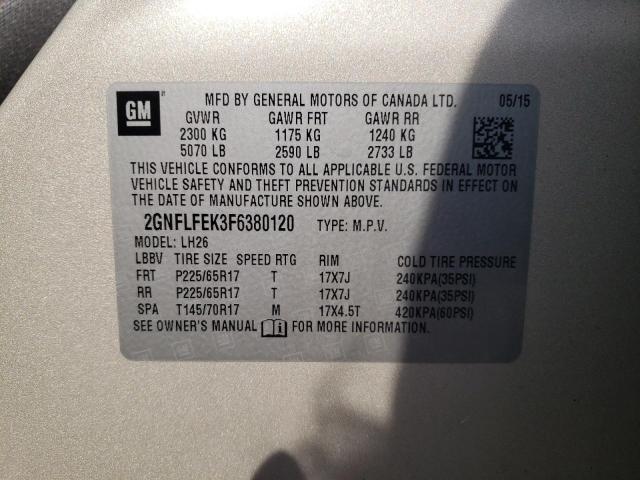 GM
MFD BY GENERAL MOTORS OF CANADA LTD. 05/15
GVWR GAWR FRT GAWR RR
2300 KG 1175 KG 1240 KG
5070 LB 2590 LB 2733 LB
THIS VEHICLE CONFORMS TO ALL APPLICABLE U.S. FEDERAL MOTOR
VEHICLE SAFETY AND THEFT PREVENTION STANDARDS IN EFFECT ON
THE DATE OF MANUFACTURE SHOWN ABOVE.
2GNFLFEK3F6380120 TYPE: M.P.V.
MODEL: LH26
LBBV TIRE SIZE SPEED RTG RIM COLD TIRE PRESSURE
FRT P225/65R17 T 17X7J 240KPA(35PSI)
RR P225/65R17 T 17X7J 240KPA(35PSI)
SPA T145/70R17 M 17X4.5T 420KPA(60PSI)
SEE OWNER'S MANUAL FOR MORE INFORMATION.